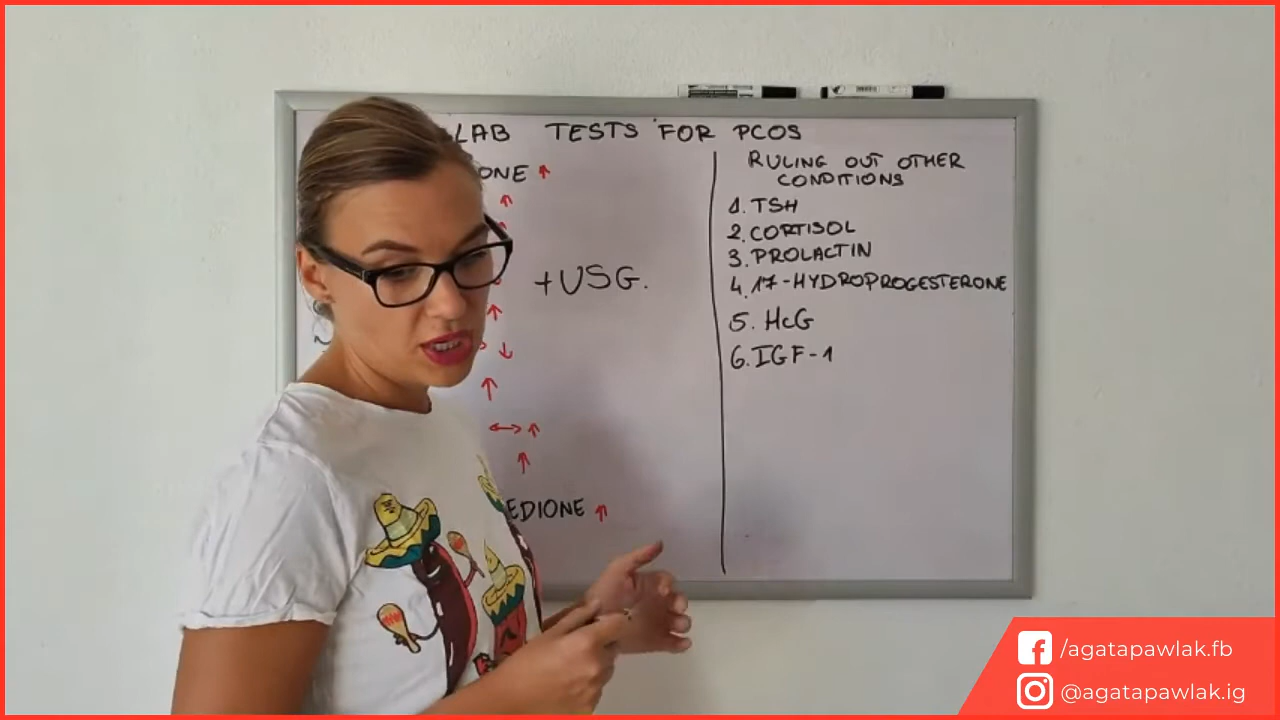 LAB TESTS FOR PCOS
ONE ↑
↑
+USG.
↑
↓
↑
↔ ↑
↑
EDIONE ↑
RULING OUT OTHER
CONDITIONS
1. TSH
2. CORTISOL
3. PROLACTIN
4. 17-HYDROPROGESTERONE
5. HcG
6. IGF-1
/agatapawlak.fb
@agatapawlak.ig